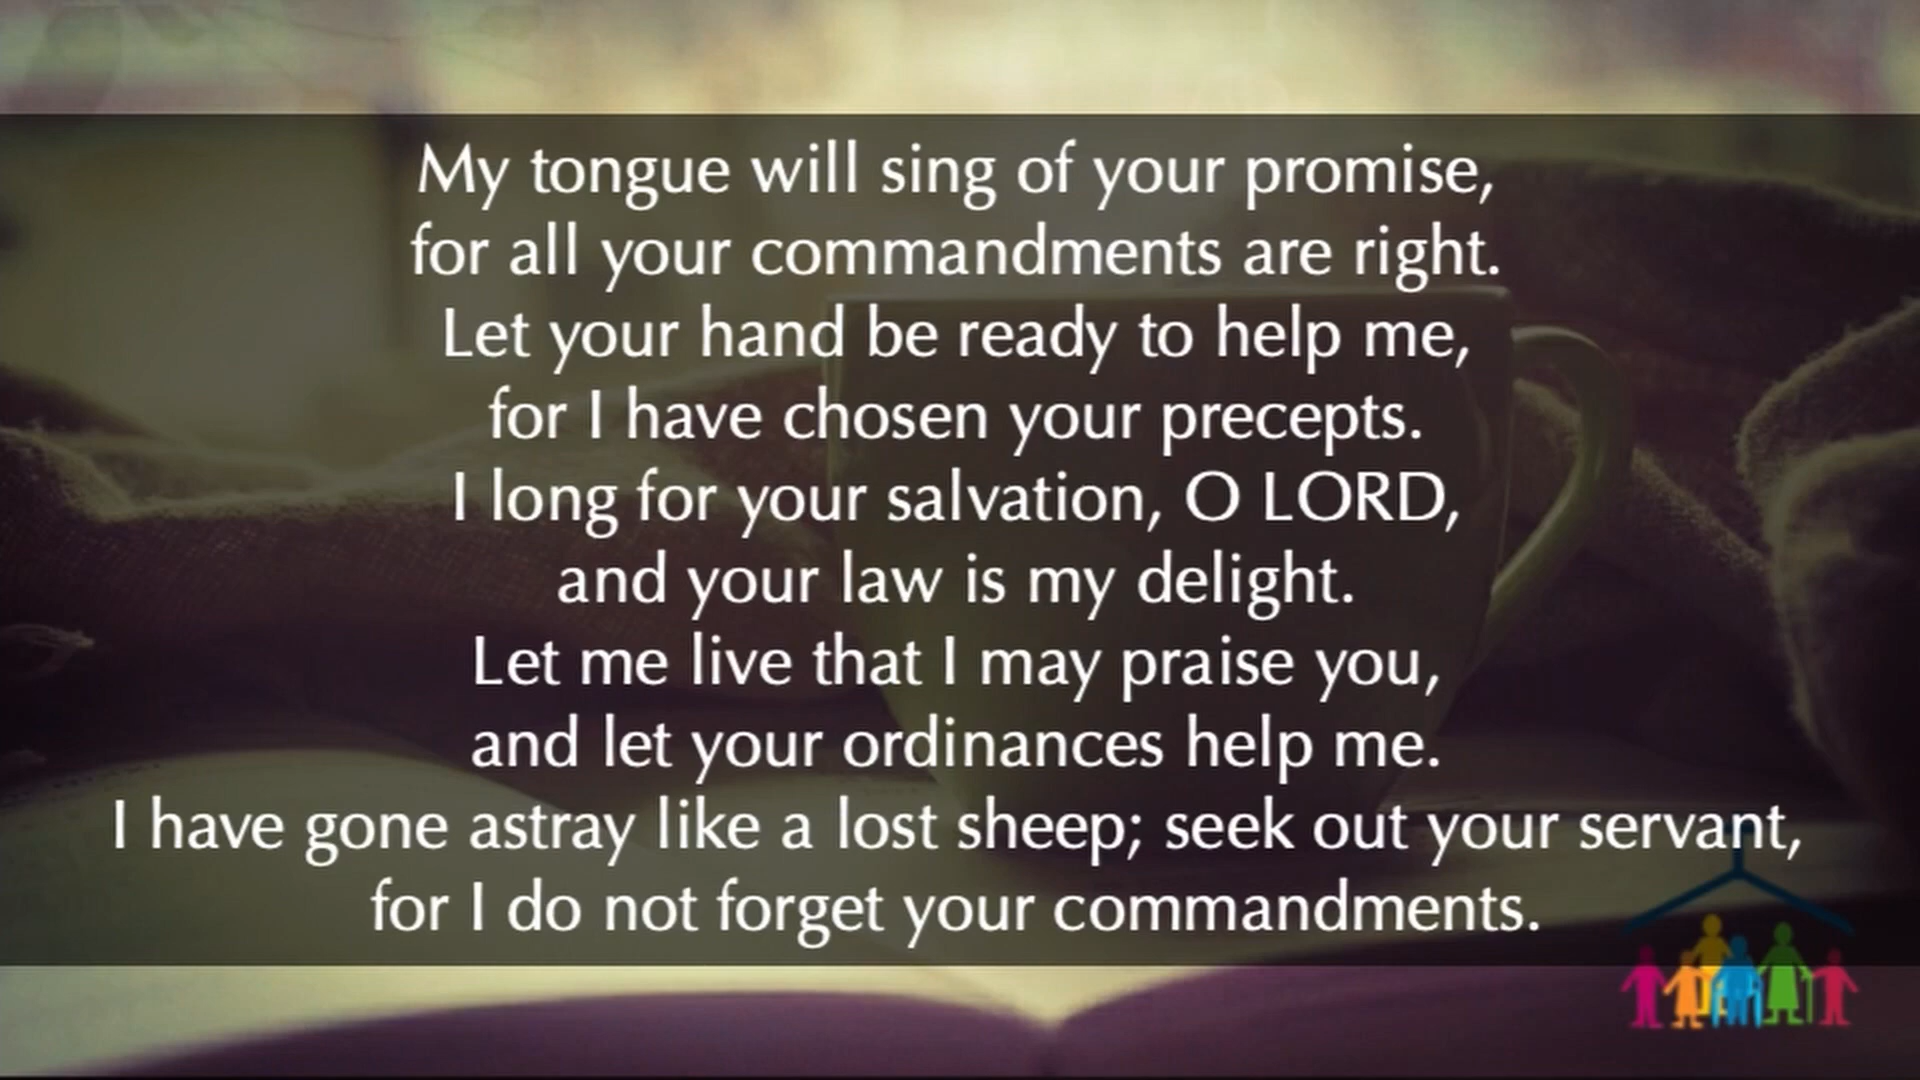 My tongue will sing of your promise,
for all your commandments are right.
Let your hand be ready to help me,
for I have chosen your precepts.
I long for your salvation, O LORD,
and your law is my delight.
Let me live that I may praise you,
and let your ordinances help me.
I have gone astray like a lost sheep; seek out your servant,
for I do not forget your commandments.